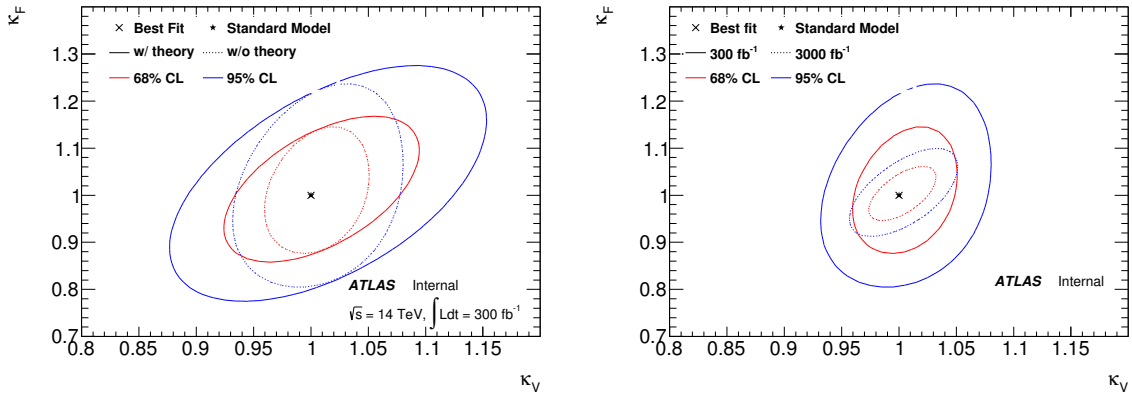 κ_F
× Best Fit ★ Standard Model
w/ theory w/o theory
68% CL 95% CL
1.3
1.2
1.1
1
0.9
0.8
0.7
ATLAS Internal
√s = 14 TeV, ∫Ldt = 300 fb⁻¹
0.8 0.85 0.9 0.95 1 1.05 1.1 1.15
κ_V
κ_F
× Best fit ★ Standard Model
300 fb⁻¹ 3000 fb⁻¹
68% CL 95% CL
1.3
1.2
1.1
1
0.9
0.8
0.7
ATLAS Internal
0.8 0.85 0.9 0.95 1 1.05 1.1 1.15
κ_V